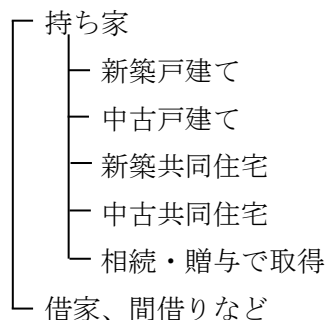 持ち家
新築戸建て
中古戸建て
新築共同住宅
中古共同住宅
相続・贈与で取得
借家、間借りなど